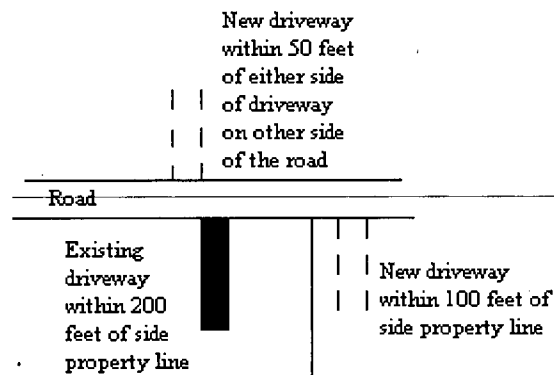 New driveway
within 50 feet
of either side
of driveway
on other side
of the road
Road
Existing
driveway
within 200
feet of side
property line
New driveway
within 100 feet of
side property line